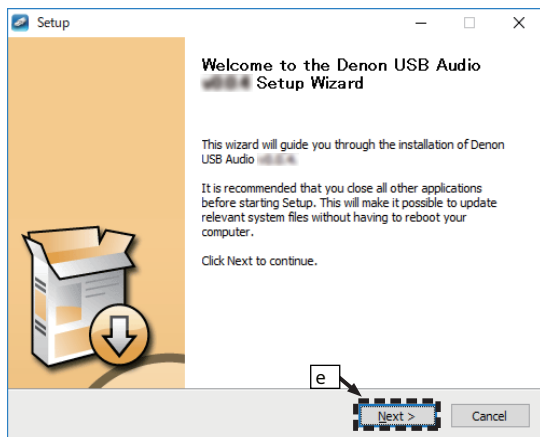 Setup
Welcome to the Denon USB Audio
Setup Wizard
This wizard will guide you through the installation of Denon
USB Audio
It is recommended that you close all other applications
before starting Setup. This will make it possible to update
relevant system files without having to reboot your
computer.
Click Next to continue.
e
Next >
Cancel